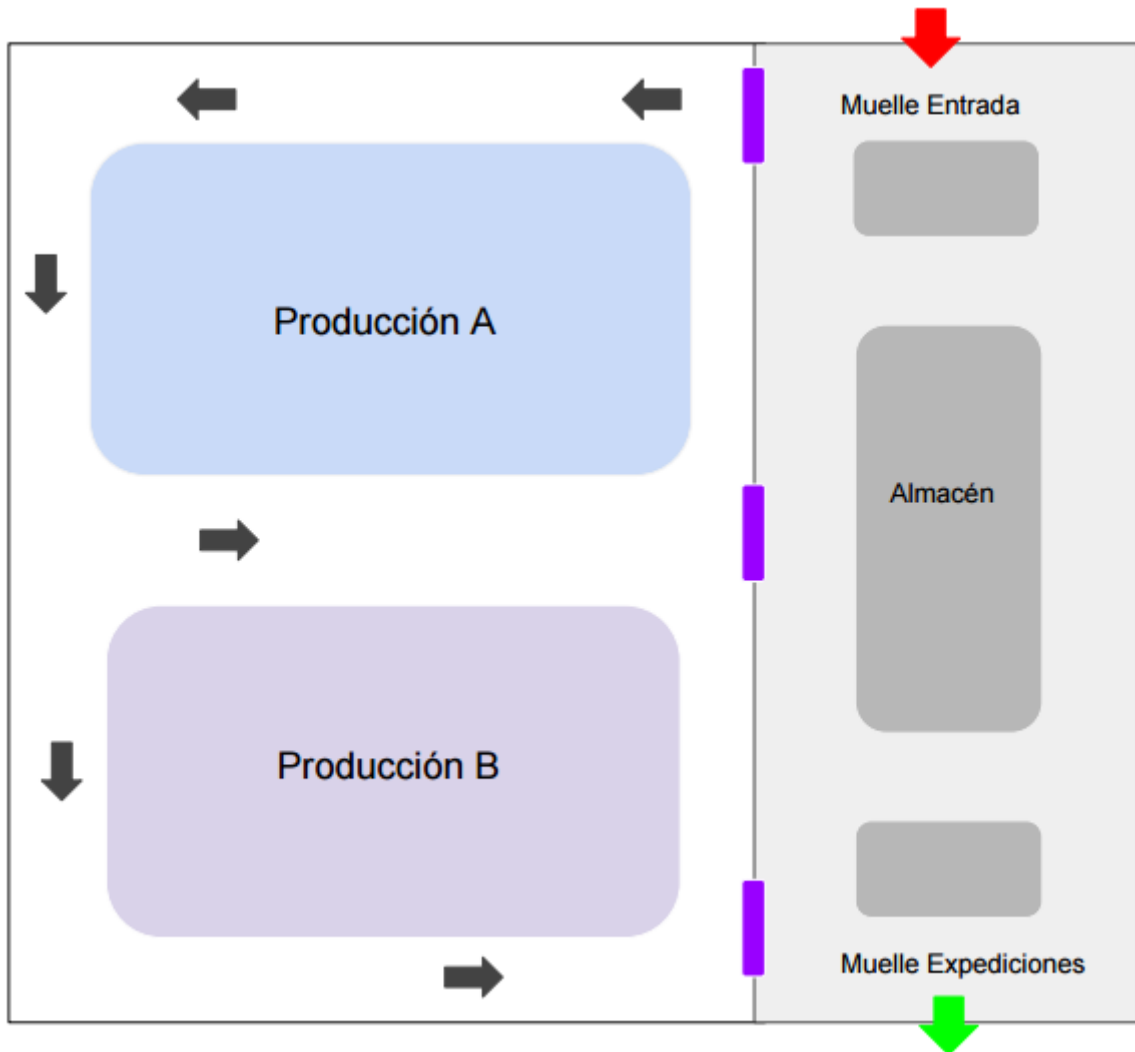 Muelle Entrada
Producción A
Almacén
Producción B
Muelle Expediciones